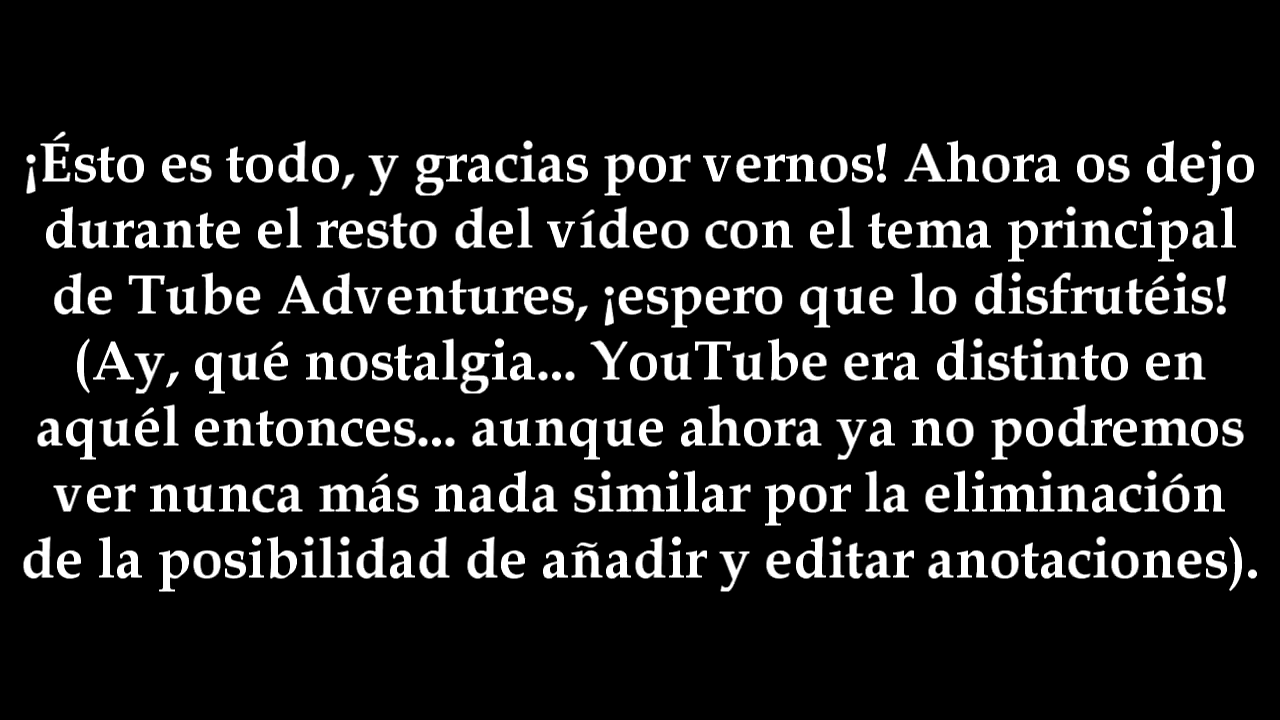 ¡Ésto es todo, y gracias por vernos! Ahora os dejo
durante el resto del vídeo con el tema principal
de Tube Adventures, ¡espero que lo disfrutéis!
(Ay, qué nostalgia... YouTube era distinto en
aquél entonces... aunque ahora ya no podremos
ver nunca más nada similar por la eliminación
de la posibilidad de añadir y editar anotaciones).